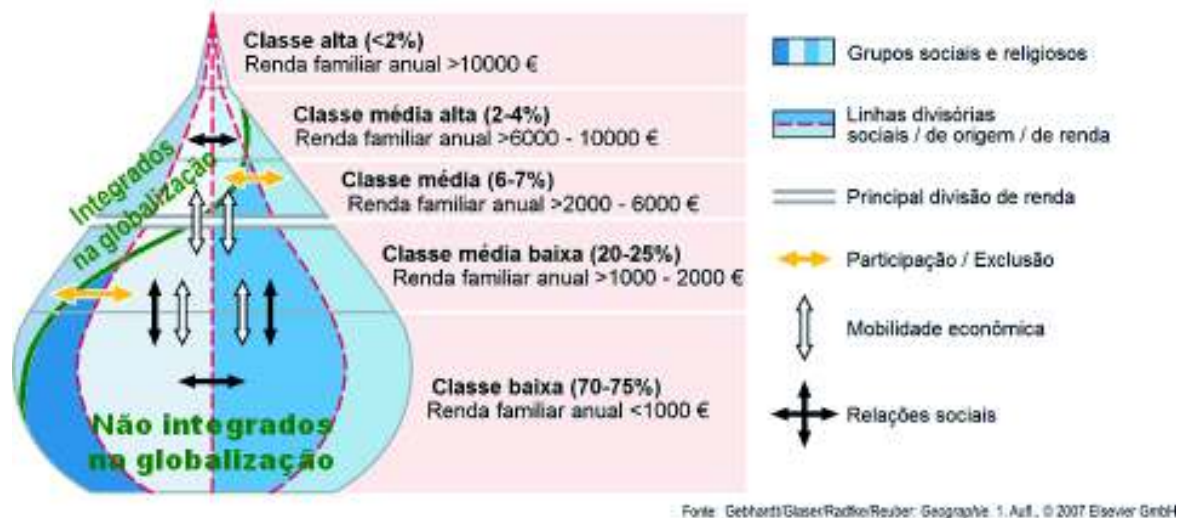 Classe alta (<2%)
Renda familiar anual >10000 €
Classe média alta (2-4%)
Renda familiar anual >6000 - 10000 €
Classe média (6-7%)
Renda familiar anual >2000 - 6000 €
Classe média baixa (20-25%)
Renda familiar anual >1000 - 2000 €
Classe baixa (70-75%)
Renda familiar anual <1000 €
Integrados
na globalização
Não integrados
na globalização
Grupos sociais e religiosos
Linhas divisórias
sociais / de origem / de renda
Principal divisão de renda
Participação / Exclusão
Mobilidade econômica
Relações sociais
Fonte: Gebhardt/Glaser/Radtke/Reuber: Geographie, 1. Aufl., © 2007 Elsevier GmbH